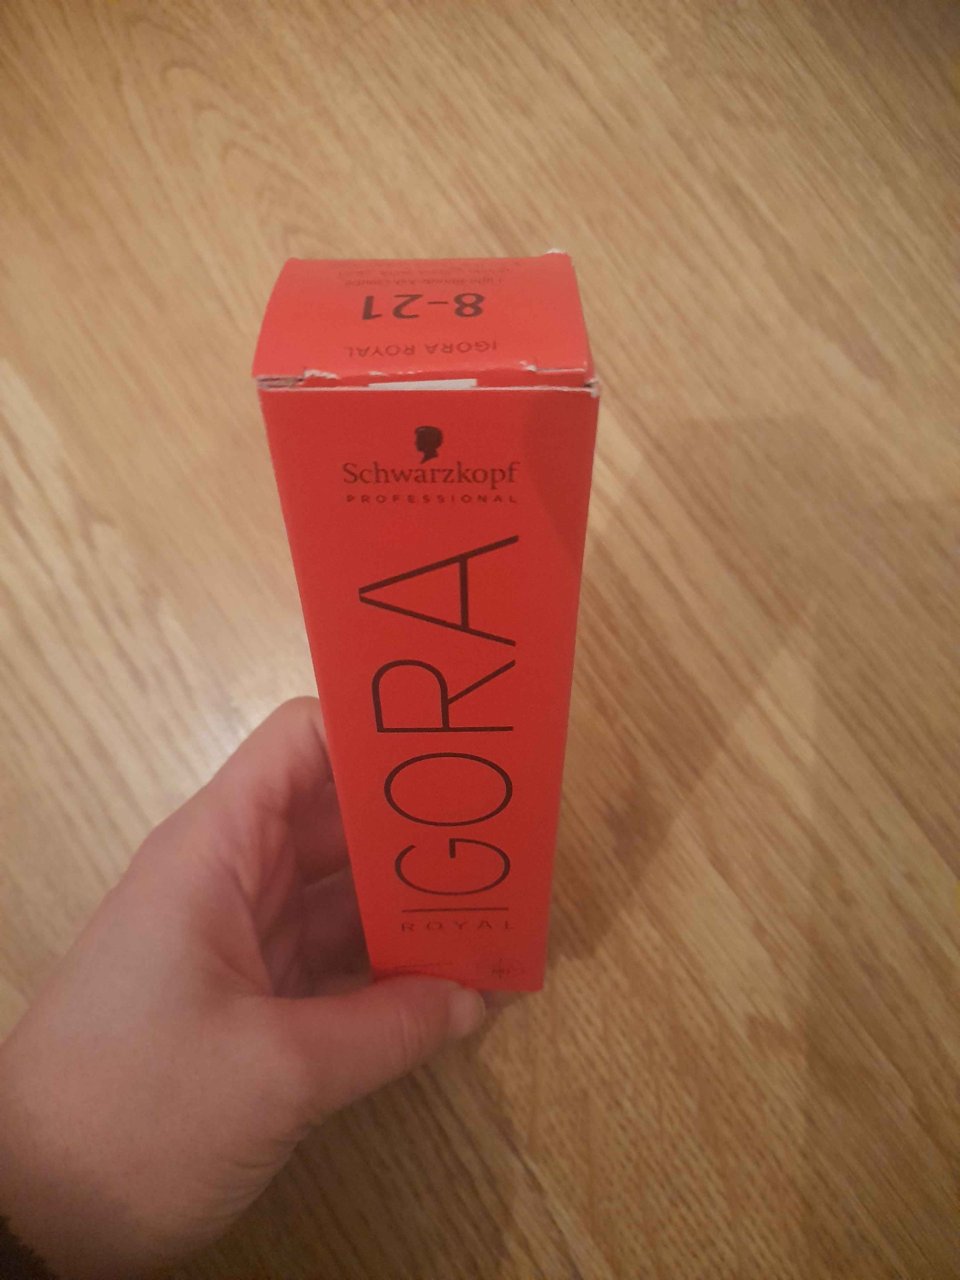 IGORA ROYAL
8-21
Schwarzkopf
PROFESSIONAL
IGORA
ROYAL